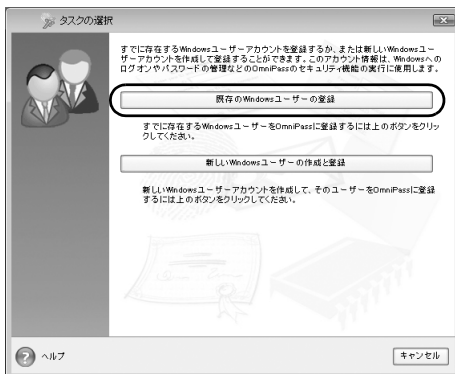 タスクの選択
すでに存在するWindowsユーザーアカウントを登録するか、または新しいWindowsユー
ザーアカウントを作成して登録することができます。このアカウント情報は、Windowsへの
ログオンやパスワードの管理などのOmniPassのセキュリティ機能の実行に使用します。
既存のWindowsユーザーの登録
すでに存在するWindowsユーザーをOmniPassに登録するには上のボタンをクリッ
クしてください。
新しいWindowsユーザーの作成と登録
新しいWindowsユーザーアカウントを作成して、そのユーザーをOmniPassに登録
するには上のボタンをクリックしてください。
ヘルプ
キャンセル